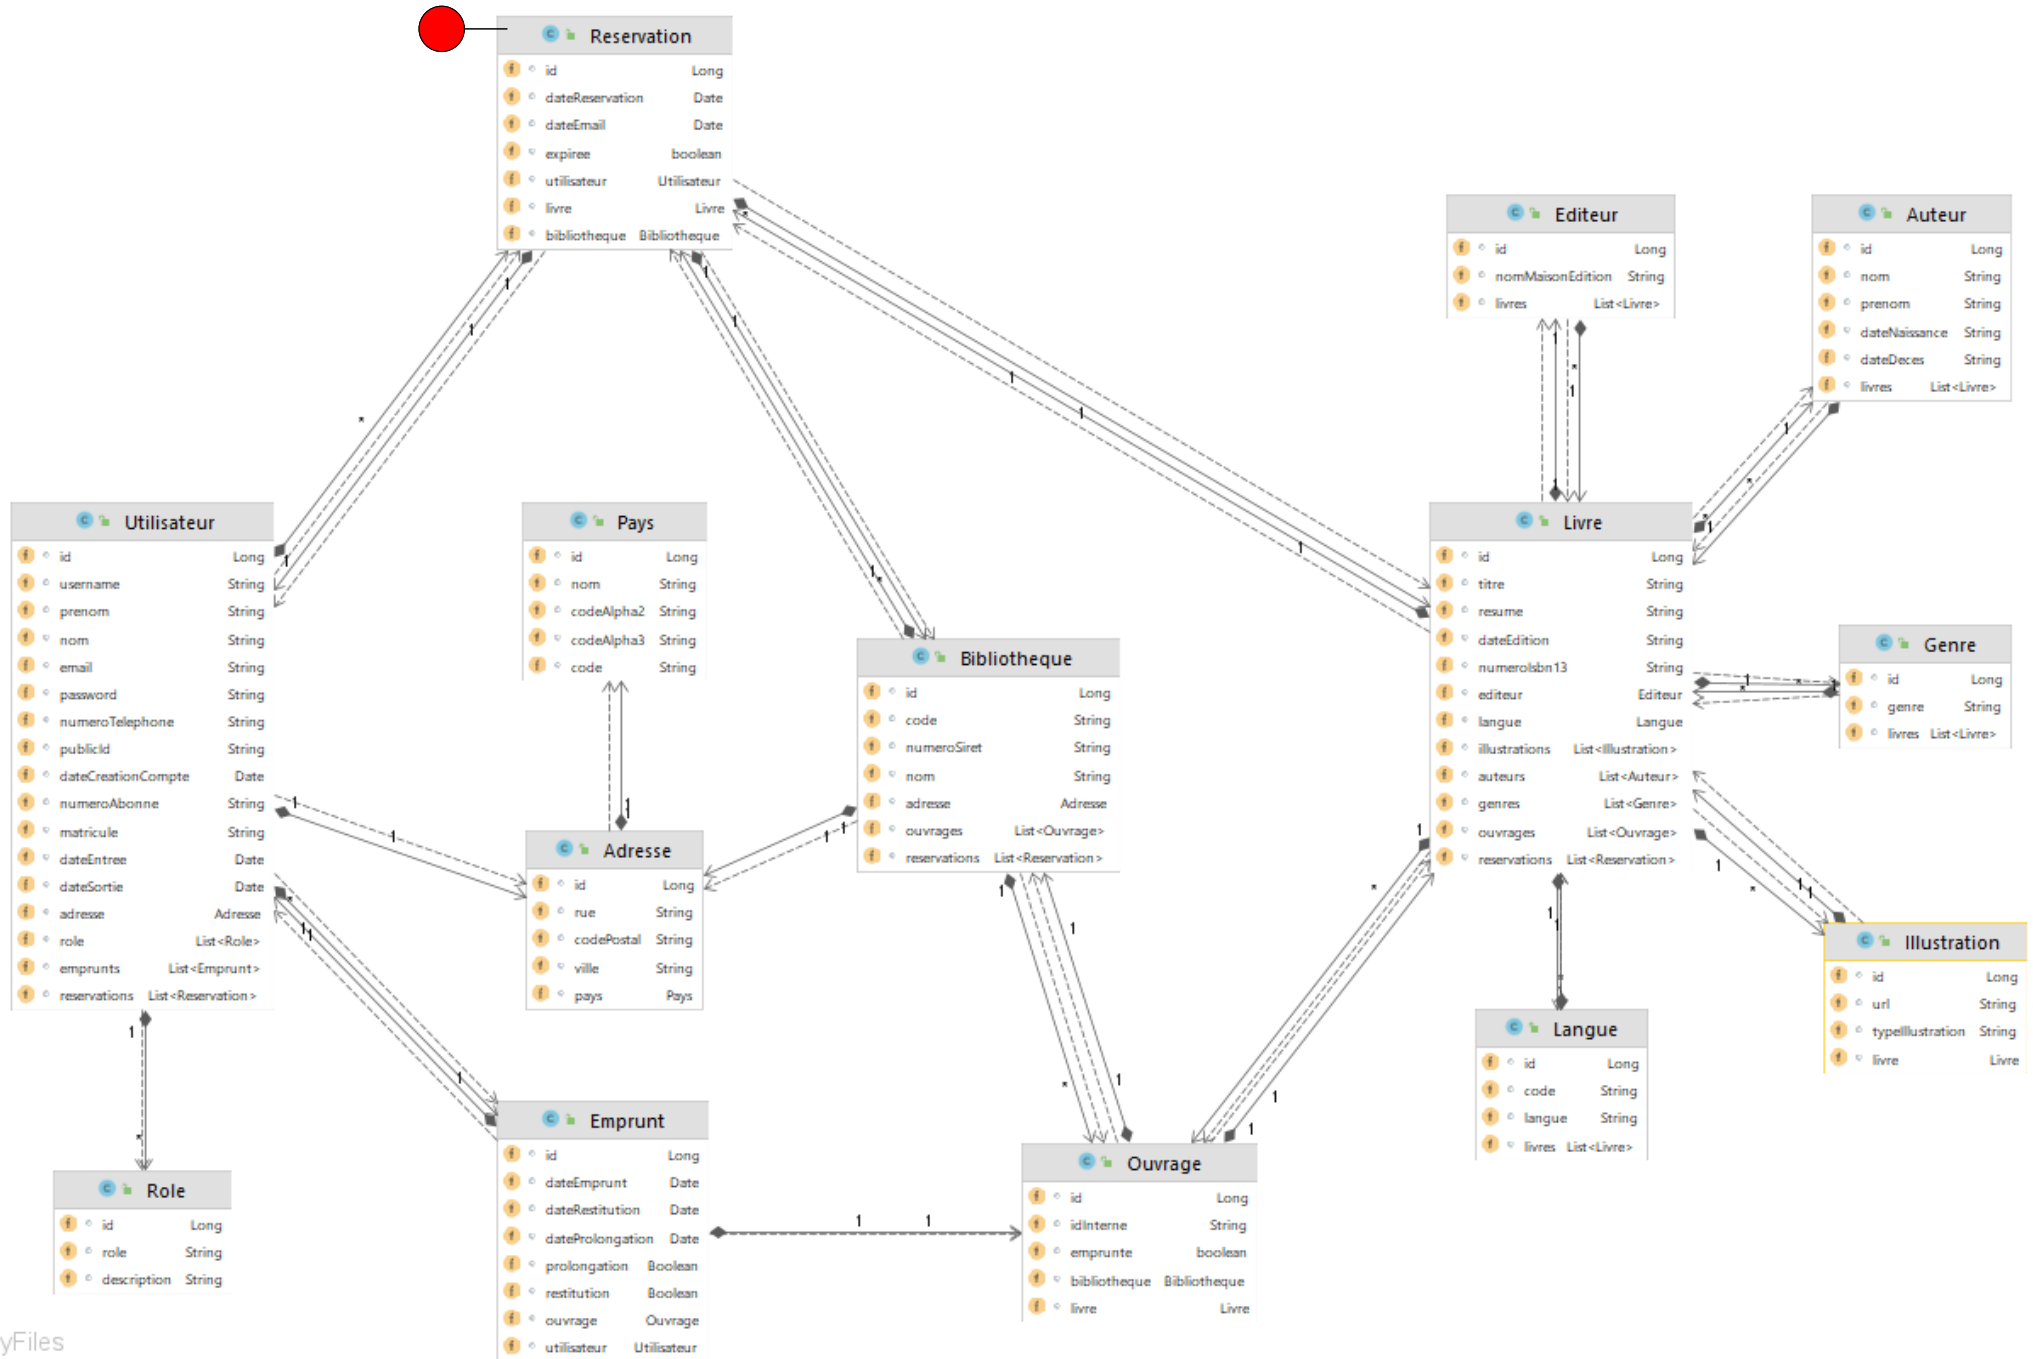 Reservation
id Long
dateReservation Date
dateEmail Date
expiree boolean
utilisateur Utilisateur
livre Livre
bibliotheque Bibliotheque
Editeur
id Long
nomMaisonEdition String
livres List<Livre>
Auteur
id Long
nom String
prenom String
dateNaissance String
dateDeces String
livres List<Livre>
Utilisateur
id Long
username String
prenom String
nom String
email String
password String
numeroTelephone String
publicId String
dateCreationCompte Date
numeroAbonne String
matricule String
dateEntree Date
dateSortie Date
adresse Adresse
role List<Role>
emprunts List<Emprunt>
reservations List<Reservation>
Pays
id Long
nom String
codeAlpha2 String
codeAlpha3 String
code String
Bibliotheque
id Long
code String
numeroSiret String
nom String
adresse Adresse
ouvrages List<Ouvrage>
reservations List<Reservation>
Livre
id Long
titre String
resume String
dateEdition String
numeroIsbn13 String
editeur Editeur
langue Langue
illustrations List<Illustration>
auteurs List<Auteur>
genres List<Genre>
ouvrages List<Ouvrage>
reservations List<Reservation>
Genre
id Long
genre String
livres List<Livre>
Adresse
id Long
rue String
codePostal String
ville String
pays Pays
Illustration
id Long
url String
typeIllustration String
livre Livre
Langue
id Long
code String
langue String
livres List<Livre>
Role
id Long
role String
description String
Emprunt
id Long
dateEmprunt Date
dateRestitution Date
dateProlongation Date
prolongation Boolean
restitution Boolean
ouvrage Ouvrage
utilisateur Utilisateur
1 1
Ouvrage
id Long
idInterne String
emprunte boolean
bibliotheque Bibliotheque
livre Livre
yFiles